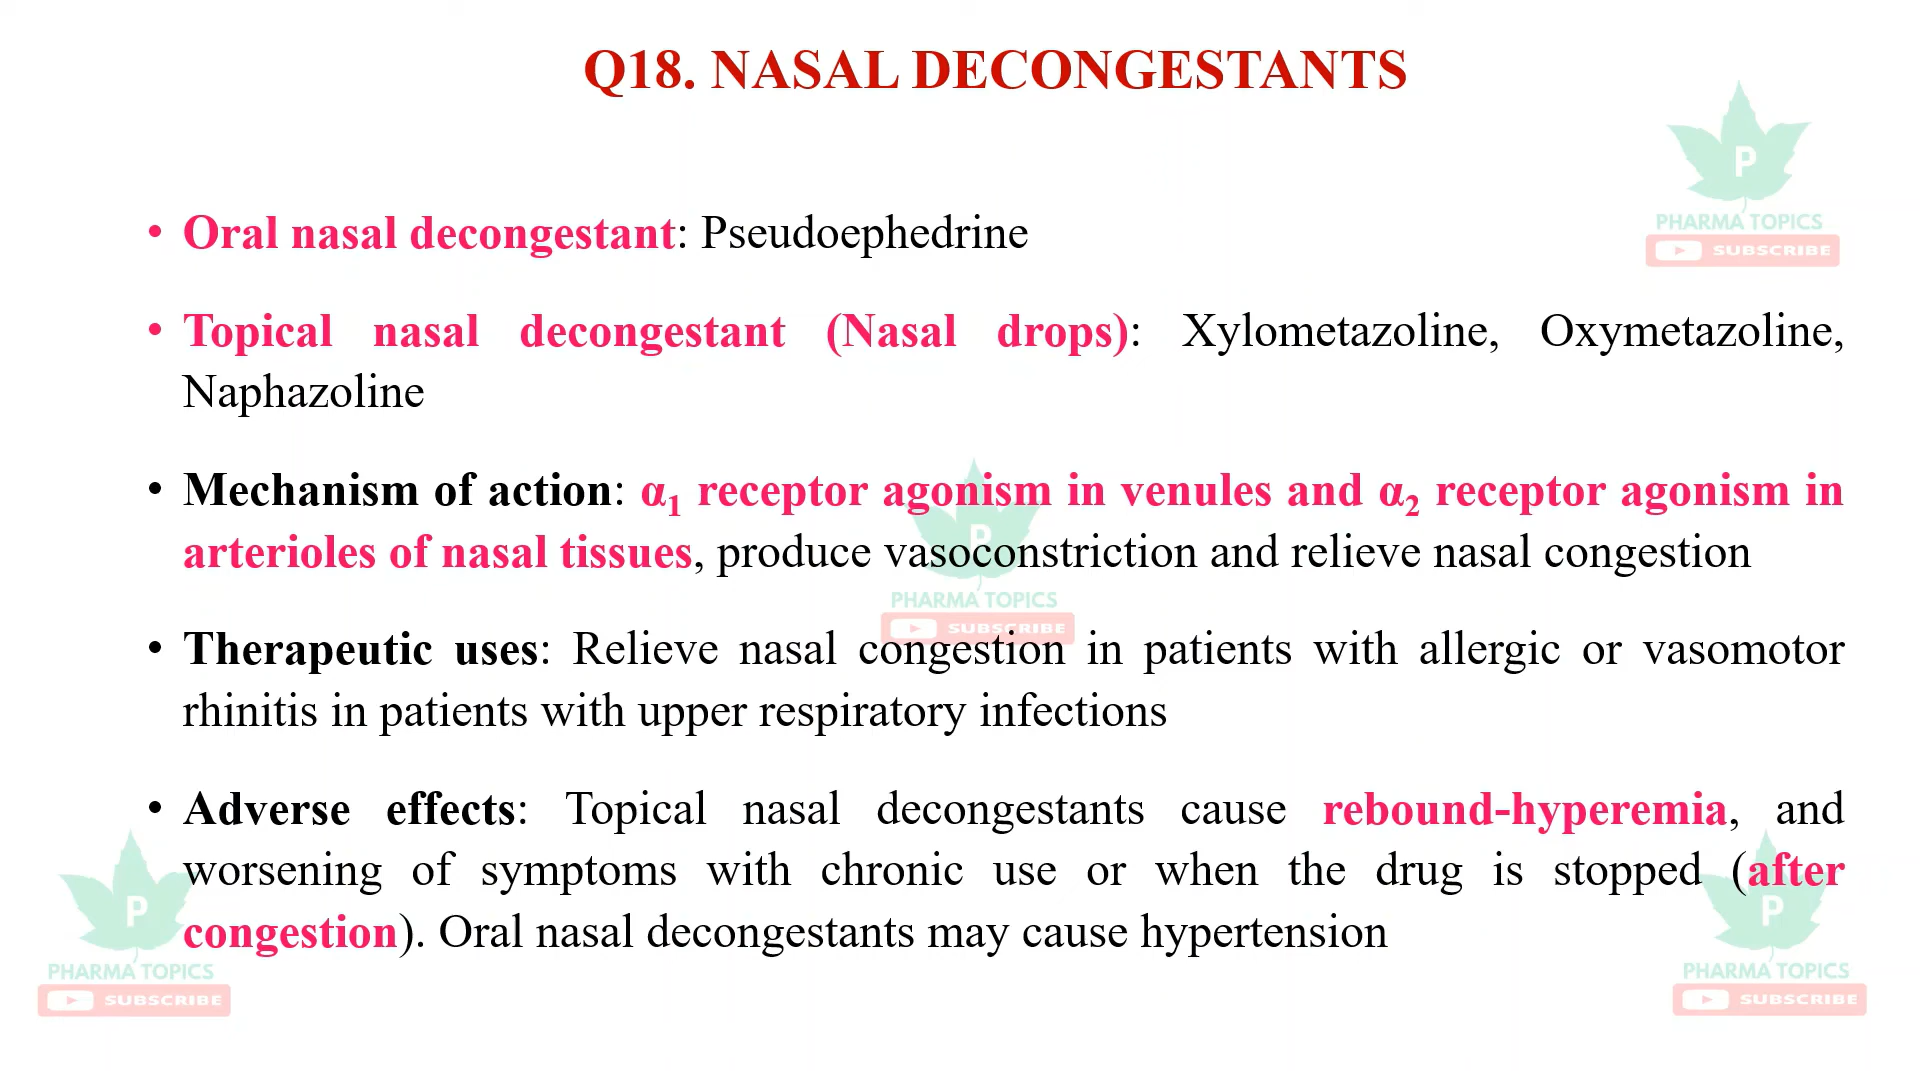 Q18. NASAL DECONGESTANTS
P
PHARMA TOPICS
SUBSCRIBE
• Oral nasal decongestant: Pseudoephedrine
• Topical nasal decongestant (Nasal drops): Xylometazoline, Oxymetazoline,
Naphazoline
• Mechanism of action: α₁ receptor agonism in venules and α₂ receptor agonism in
arterioles of nasal tissues, produce vasoconstriction and relieve nasal congestion
P
PHARMA TOPICS
SUBSCRIBE
• Therapeutic uses: Relieve nasal congestion in patients with allergic or vasomotor
rhinitis in patients with upper respiratory infections
• Adverse effects: Topical nasal decongestants cause rebound-hyperemia, and
worsening of symptoms with chronic use or when the drug is stopped (after
congestion). Oral nasal decongestants may cause hypertension
P
PHARMA TOPICS
SUBSCRIBE
P
PHARMA TOPICS
SUBSCRIBE